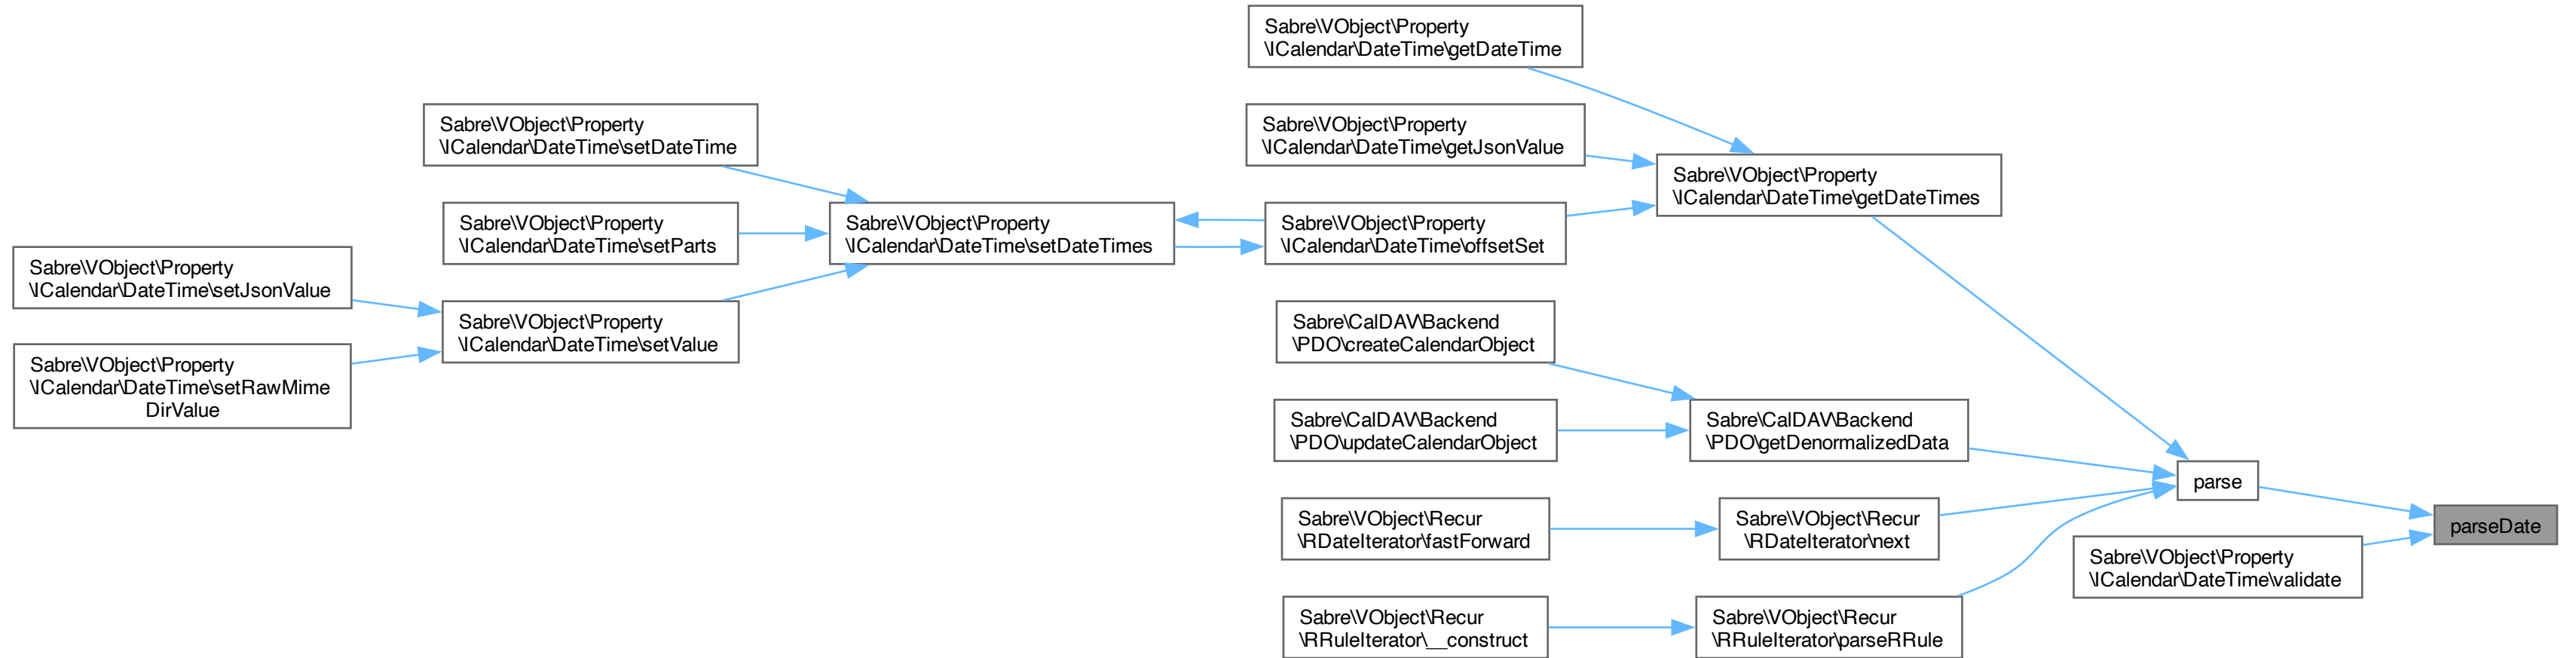 Sabre\VObject\Property
\ICalendar\DateTime\getDateTime
Sabre\VObject\Property
\ICalendar\DateTime\setDateTime
Sabre\VObject\Property
\ICalendar\DateTime\getJsonValue
Sabre\VObject\Property
\ICalendar\DateTime\getDateTimes
Sabre\VObject\Property
\ICalendar\DateTime\setParts
Sabre\VObject\Property
\ICalendar\DateTime\setDateTimes
Sabre\VObject\Property
\ICalendar\DateTime\offsetSet
Sabre\VObject\Property
\ICalendar\DateTime\setJsonValue
Sabre\VObject\Property
\ICalendar\DateTime\setValue
Sabre\CalDAV\Backend
\PDO\createCalendarObject
Sabre\VObject\Property
\ICalendar\DateTime\setRawMime
DirValue
Sabre\CalDAV\Backend
\PDO\updateCalendarObject
Sabre\CalDAV\Backend
\PDO\getDenormalizedData
parse
Sabre\VObject\Recur
\RDateIterator\fastForward
Sabre\VObject\Recur
\RDateIterator\next
parseDate
Sabre\VObject\Property
\ICalendar\DateTime\validate
Sabre\VObject\Recur
\RRuleIterator\__construct
Sabre\VObject\Recur
\RRuleIterator\parseRRule